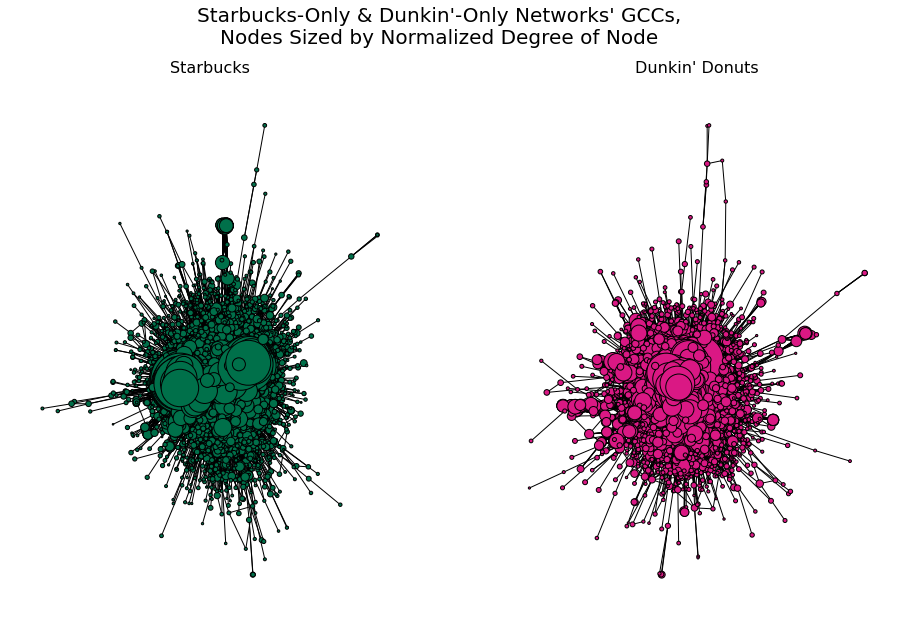 Starbucks-Only & Dunkin'-Only Networks' GCCs,
Nodes Sized by Normalized Degree of Node
Starbucks
Dunkin' Donuts